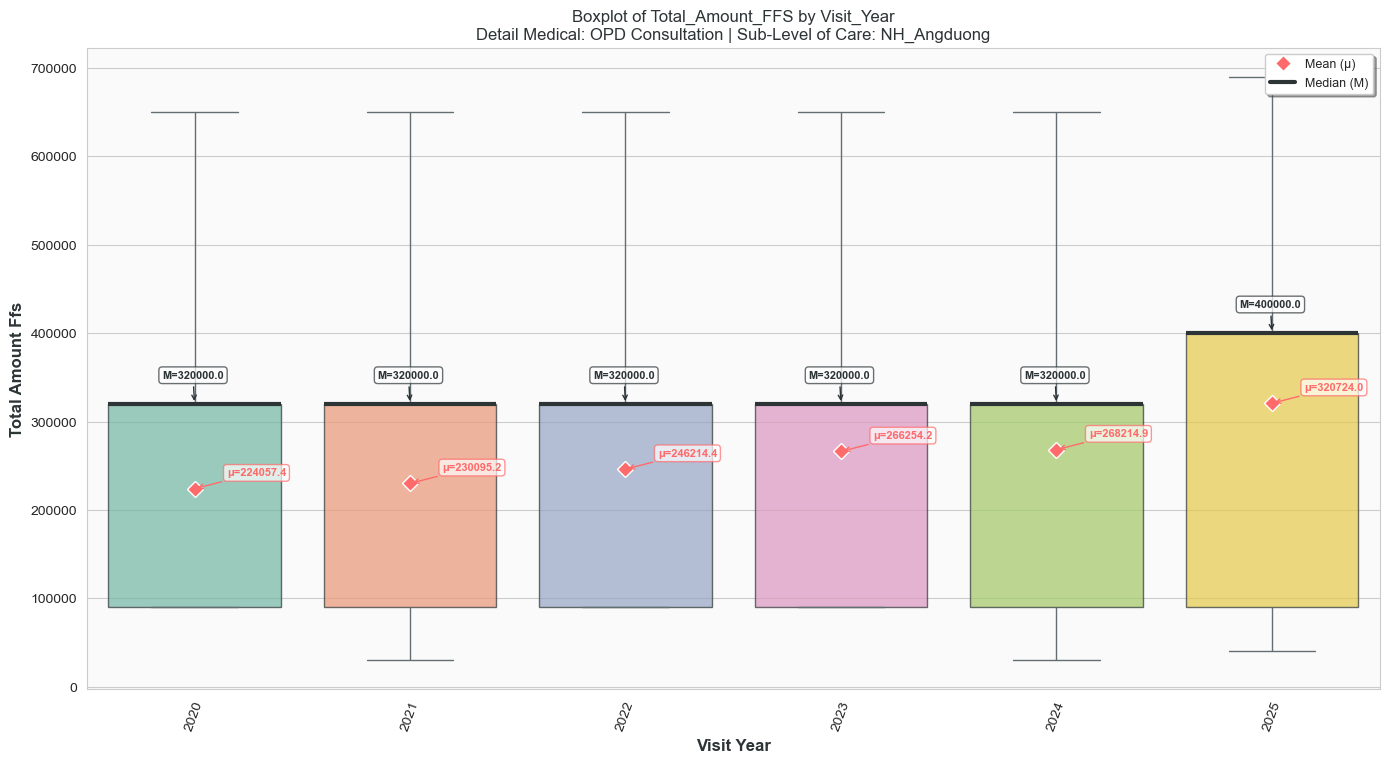 Boxplot of Total_Amount_FFS by Visit_Year
Detail Medical: OPD Consultation | Sub-Level of Care: NH_Angduong
Mean (μ)
Median (M)
Total Amount Ffs
700000
600000
500000
400000
300000
200000
100000
0
M=320000.0
M=320000.0
M=320000.0
M=320000.0
M=320000.0
M=400000.0
μ=224057.4
μ=230095.2
μ=246214.4
μ=266254.2
μ=268214.9
μ=320724.0
2020
2021
2022
2023
2024
2025
Visit Year